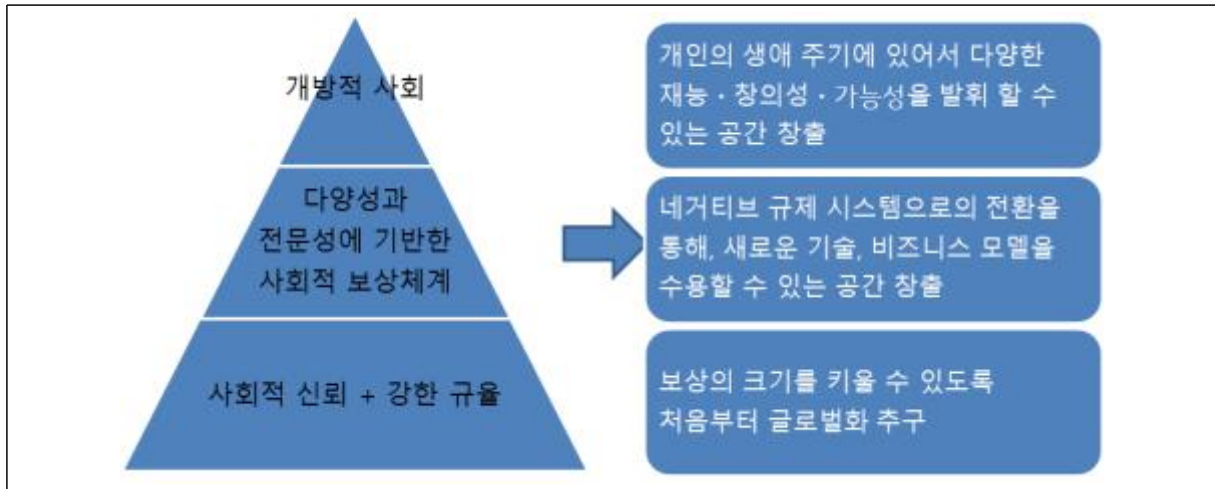 개방적 사회
다양성과
전문성에 기반한
사회적 보상체계
사회적 신뢰 + 강한 규율
개인의 생애 주기에 있어서 다양한
재능·창의성·가능성을 발휘 할 수
있는 공간 창출
네거티브 규제 시스템으로의 전환을
통해, 새로운 기술, 비즈니스 모델을
수용할 수 있는 공간 창출
보상의 크기를 키울 수 있도록
처음부터 글로벌화 추구